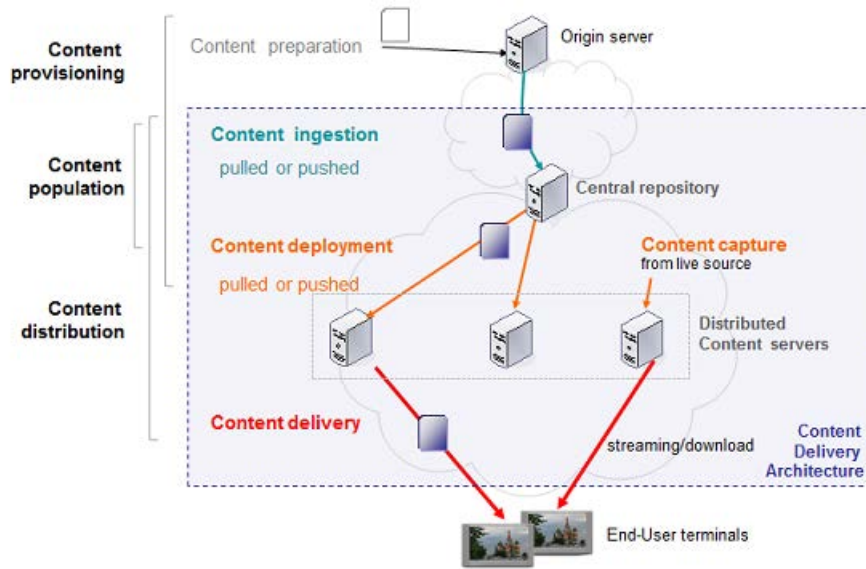 Content
provisioning
Content preparation
Origin server
Content ingestion
pulled or pushed
Content
population
Central repository
Content deployment
pulled or pushed
Content capture
from live source
Content
distribution
Distributed
Content servers
Content delivery
streaming/download
Content
Delivery
Architecture
End-User terminals